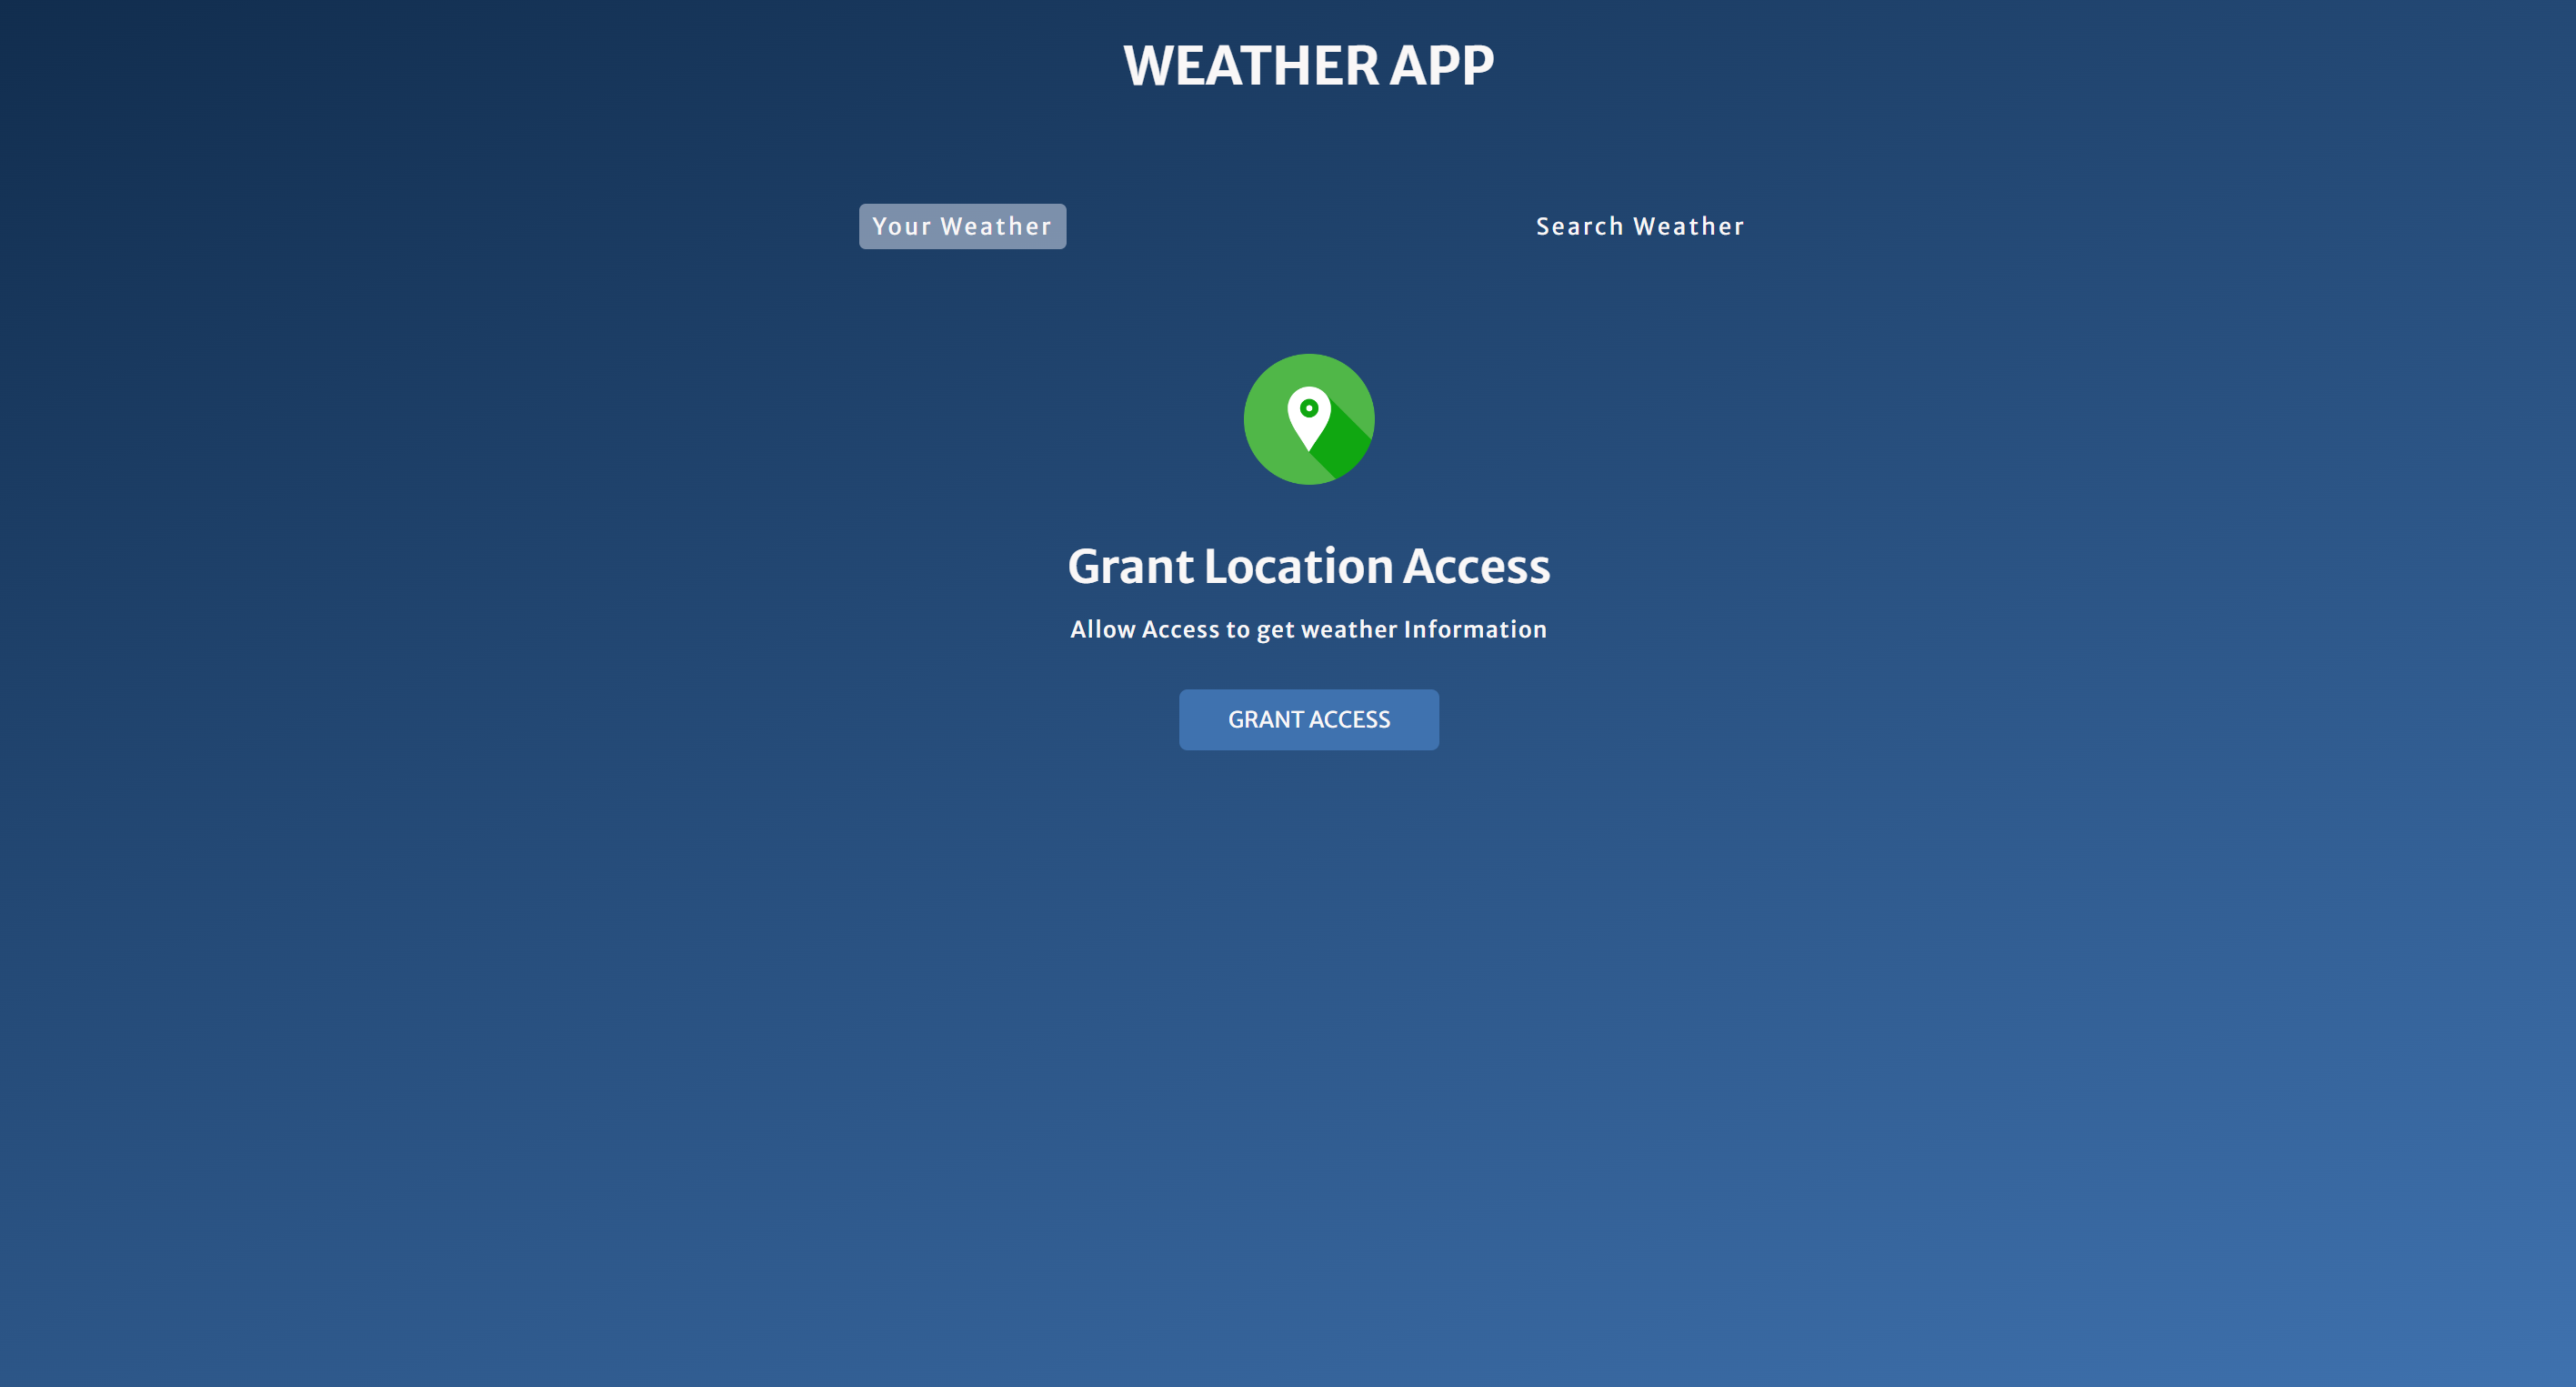 WEATHER APP
Your Weather
Search Weather
Grant Location Access
Allow Access to get weather Information
GRANT ACCESS